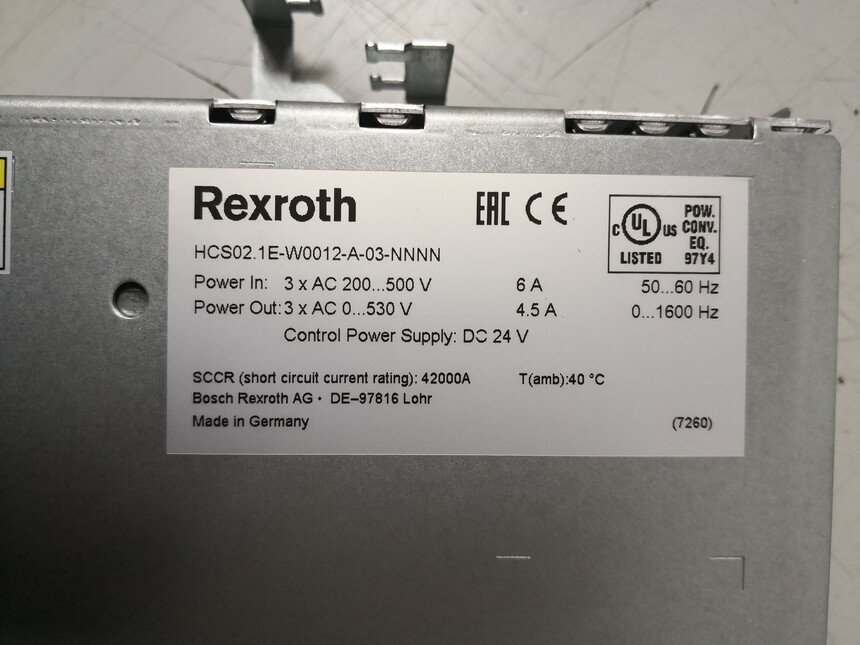 Rexroth
EAC CE
C UL US LISTED
POW. CONV. EQ. 97Y4
HCS02.1E-W0012-A-03-NNNN
Power In: 3 x AC 200...500 V 6 A 50...60 Hz
Power Out: 3 x AC 0...530 V 4.5 A 0...1600 Hz
Control Power Supply: DC 24 V
SCCR (short circuit current rating): 42000A T(amb):40 °C
Bosch Rexroth AG • DE–97816 Lohr
Made in Germany (7260)